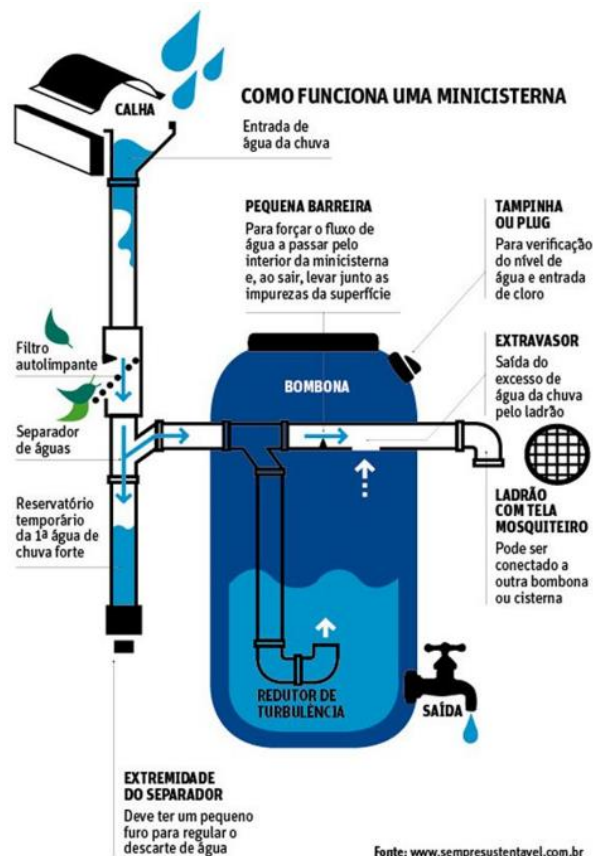 CALHA
COMO FUNCIONA UMA MINICISTERNA
Entrada de
água da chuva
PEQUENA BARREIRA
Para forçar o fluxo de
água a passar pelo
interior da minicisterna
e, ao sair, levar junto as
impurezas da superfície
TAMPINHA
OU PLUG
Para verificação
do nível de
água e entrada
de cloro
Filtro
autolimpante
BOMBONA
EXTRAVASOR
Saída do
excesso de
água da chuva
pelo ladrão
Separador
de águas
Reservatório
temporário
da 1ª água de
chuva forte
LADRÃO
COM TELA
MOSQUITEIRO
Pode ser
conectado a
outra bombona
ou cisterna
REDUTOR DE
TURBULÊNCIA
SAÍDA
EXTREMIDADE
DO SEPARADOR
Deve ter um pequeno
furo para regular o
descarte de água
Fonte: www.sempresustentavel.com.br